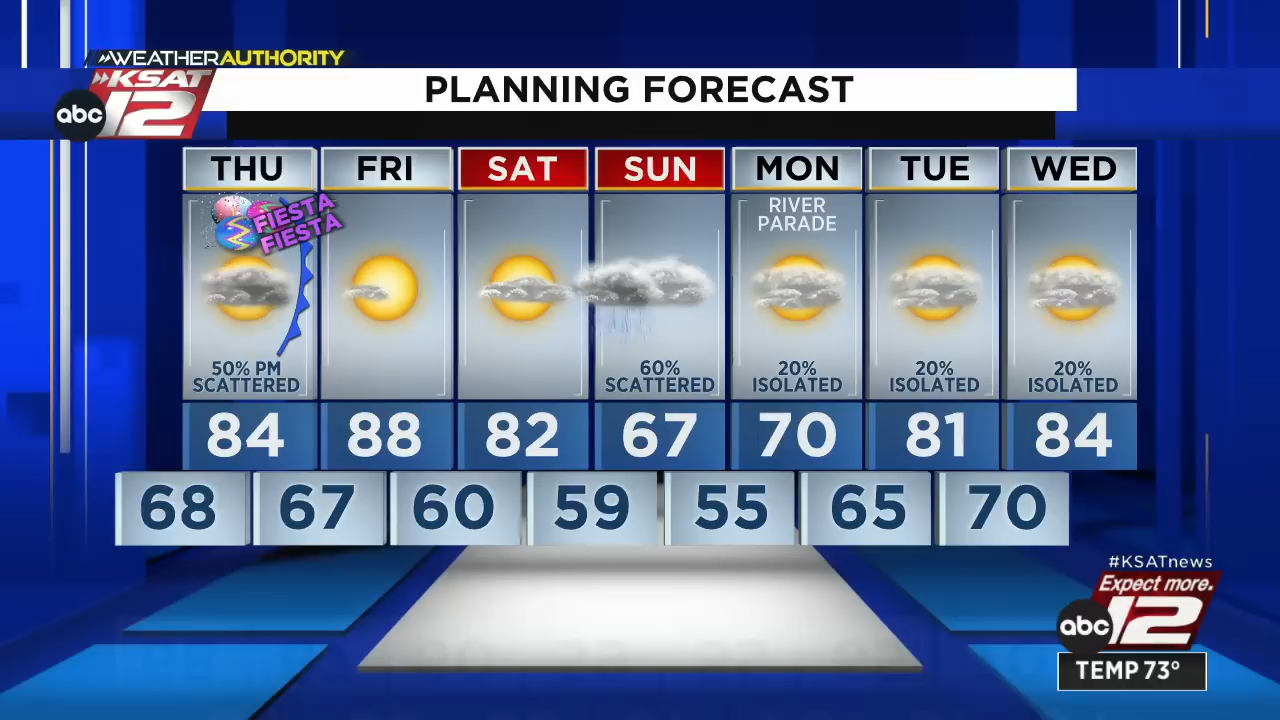 WEATHERAUTHORITY
KSAT
abc 12
PLANNING FORECAST
THU FRI SAT SUN MON TUE WED
FIESTA
FIESTA
RIVER
PARADE
50% PM
SCATTERED
60%
SCATTERED
20%
ISOLATED
20%
ISOLATED
20%
ISOLATED
84 88 82 67 70 81 84
68 67 60 59 55 65 70
#KSATnews
Expect more.
abc 12
TEMP 73°